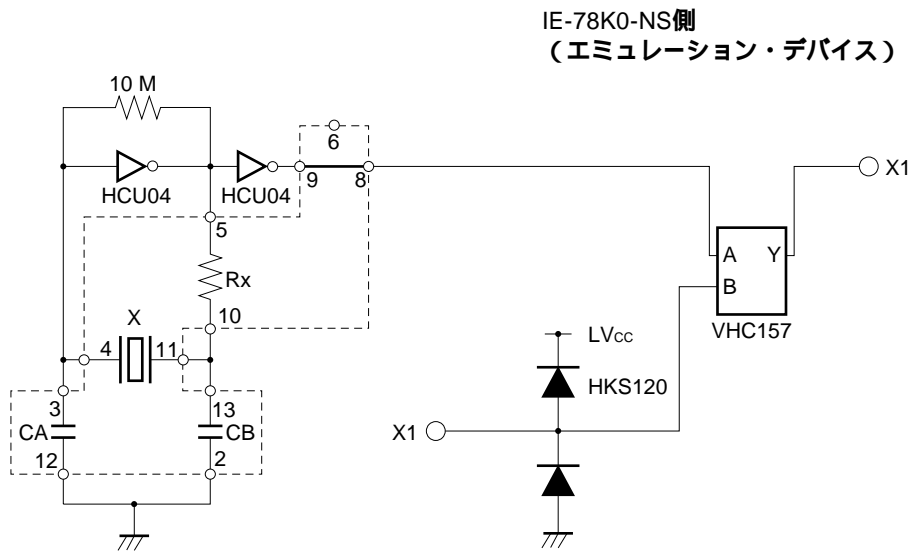 IE-78K0-NS側
（エミュレーション・デバイス）
10 M
6
HCU04
HCU04
9
8
X1
5
A
Y
Rx
B
10
VHC157
X
LVCC
4
11
HKS120
3
13
CA
CB
X1
12
2